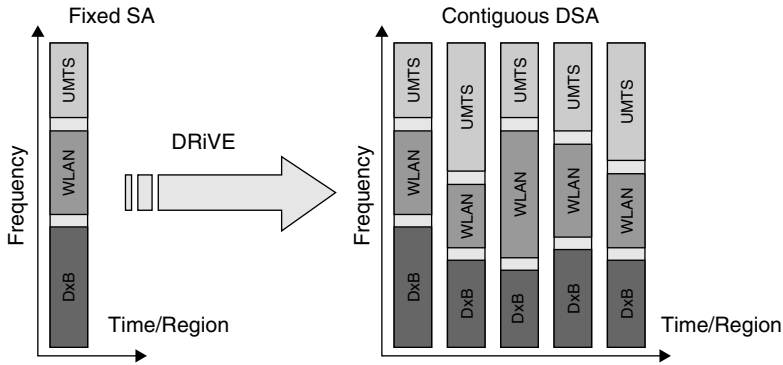 Fixed SA
Frequency
UMTS
WLAN
DxB
Time/Region
DRiVE
Contiguous DSA
Frequency
UMTS
WLAN
DxB
UMTS
WLAN
DxB
UMTS
WLAN
DxB
UMTS
WLAN
DxB
UMTS
WLAN
DxB
Time/Region